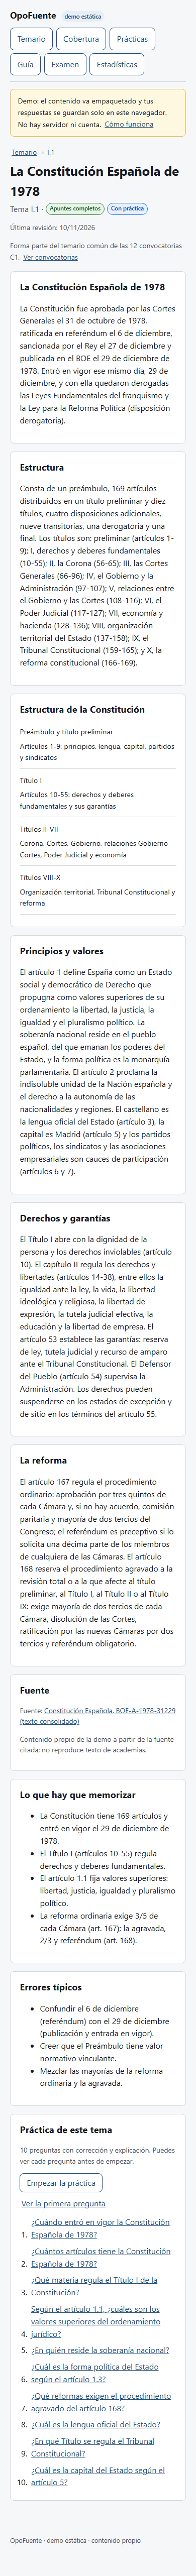 OpoFuente demo estática
Temario Cobertura Prácticas
Guía Examen Estadísticas
Demo: el contenido va empaquetado y tus
respuestas se guardan solo en este navegador.
No hay servidor ni cuenta. Cómo funciona
Temario › I.1
La Constitución Española de
1978
Tema I.1 · Apuntes completos Con práctica
Última revisión: 10/11/2026
Forma parte del temario común de las 12 convocatorias
C1. Ver convocatorias
La Constitución Española de 1978
La Constitución fue aprobada por las Cortes
Generales el 31 de octubre de 1978,
ratificada en referéndum el 6 de diciembre,
sancionada por el Rey el 27 de diciembre y
publicada en el BOE el 29 de diciembre de
1978. Entró en vigor ese mismo día, 29 de
diciembre, y con ella quedaron derogadas
las Leyes Fundamentales del franquismo y
la Ley para la Reforma Política (disposición
derogatoria).
Estructura
Consta de un preámbulo, 169 artículos
distribuidos en un título preliminar y diez
títulos, cuatro disposiciones adicionales,
nueve transitorias, una derogatoria y una
final. Los títulos son: preliminar (artículos 1-
9); I, derechos y deberes fundamentales
(10-55); II, la Corona (56-65); III, las Cortes
Generales (66-96); IV, el Gobierno y la
Administración (97-107); V, relaciones entre
el Gobierno y las Cortes (108-116); VI, el
Poder Judicial (117-127); VII, economía y
hacienda (128-136); VIII, organización
territorial del Estado (137-158); IX, el
Tribunal Constitucional (159-165); y X, la
reforma constitucional (166-169).
Estructura de la Constitución
Preámbulo y título preliminar
Artículos 1-9: principios, lengua, capital, partidos
y sindicatos
Título I
Artículos 10-55: derechos y deberes
fundamentales y sus garantías
Títulos II-VII
Corona, Cortes, Gobierno, relaciones Gobierno-
Cortes, Poder Judicial y economía
Títulos VIII-X
Organización territorial, Tribunal Constitucional y
reforma
Principios y valores
El artículo 1 define España como un Estado
social y democrático de Derecho que
propugna como valores superiores de su
ordenamiento la libertad, la justicia, la
igualdad y el pluralismo político. La
soberanía nacional reside en el pueblo
español, del que emanan los poderes del
Estado, y la forma política es la monarquía
parlamentaria. El artículo 2 proclama la
indisoluble unidad de la Nación española y
el derecho a la autonomía de las
nacionalidades y regiones. El castellano es
la lengua oficial del Estado (artículo 3), la
capital es Madrid (artículo 5) y los partidos
políticos, los sindicatos y las asociaciones
empresariales son cauces de participación
(artículos 6 y 7).
Derechos y garantías
El Título I abre con la dignidad de la
persona y los derechos inviolables (artículo
10). El capítulo II regula los derechos y
libertades (artículos 14-38), entre ellos la
igualdad ante la ley, la vida, la libertad
ideológica y religiosa, la libertad de
expresión, la tutela judicial efectiva, la
educación y la libertad de empresa. El
artículo 53 establece las garantías: reserva
de ley, tutela judicial y recurso de amparo
ante el Tribunal Constitucional. El Defensor
del Pueblo (artículo 54) supervisa la
Administración. Los derechos pueden
suspenderse en los estados de excepción y
de sitio en los términos del artículo 55.
La reforma
El artículo 167 regula el procedimiento
ordinario: aprobación por tres quintos de
cada Cámara y, si no hay acuerdo, comisión
paritaria y mayoría de dos tercios del
Congreso; el referéndum es preceptivo si lo
solicita una décima parte de los miembros
de cualquiera de las Cámaras. El artículo
168 reserva el procedimiento agravado a la
revisión total o a la que afecte al título
preliminar, al Título I, al Título II o al Título
IX: exige mayoría de dos tercios de cada
Cámara, disolución de las Cortes,
ratificación por las nuevas Cámaras por dos
tercios y referéndum obligatorio.
Fuente
Fuente: Constitución Española, BOE-A-1978-31229
(texto consolidado)
Contenido propio de la demo a partir de la fuente
citada: no reproduce texto de academias.
Lo que hay que memorizar
• La Constitución tiene 169 artículos y
entró en vigor el 29 de diciembre de
1978.
• El Título I (artículos 10-55) regula
derechos y deberes fundamentales.
• El artículo 1.1 fija valores superiores:
libertad, justicia, igualdad y pluralismo
político.
• La reforma ordinaria exige 3/5 de
cada Cámara (art. 167); la agravada,
2/3 y referéndum (art. 168).
Errores típicos
• Confundir el 6 de diciembre
(referéndum) con el 29 de diciembre
(publicación y entrada en vigor).
• Creer que el Preámbulo tiene valor
normativo vinculante.
• Mezclar las mayorías de la reforma
ordinaria y la agravada.
Práctica de este tema
10 preguntas con corrección y explicación. Puedes
ver cada pregunta antes de empezar.
Empezar la práctica
Ver la primera pregunta
1. ¿Cuándo entró en vigor la Constitución
Española de 1978?
2. ¿Cuántos artículos tiene la Constitución
Española de 1978?
3. ¿Qué materia regula el Título I de la
Constitución?
4. Según el artículo 1.1, ¿cuáles son los
valores superiores del ordenamiento
jurídico?
5. ¿En quién reside la soberanía nacional?
6. ¿Cuál es la forma política del Estado
según el artículo 1.3?
7. ¿Qué reformas exigen el procedimiento
agravado del artículo 168?
8. ¿Cuál es la lengua oficial del Estado?
9. ¿En qué Título se regula el Tribunal
Constitucional?
10. ¿Cuál es la capital del Estado según el
artículo 5?
OpoFuente · demo estática · contenido propio